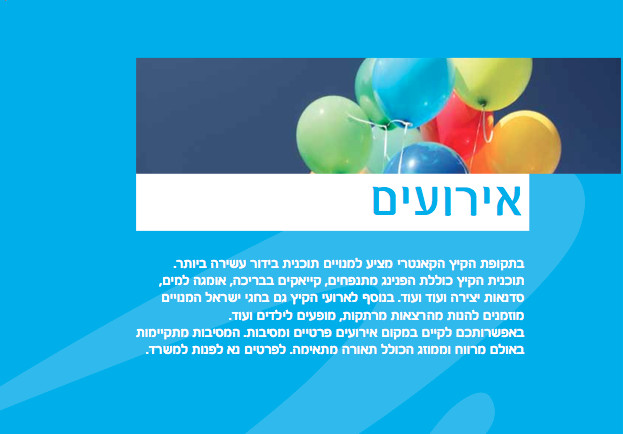 אירועים
בתקופת הקיץ הקאנטרי מציע למנויים תוכנית בידור עשירה ביותר.
תוכנית הקיץ כוללת הפנינג מתנפחים, קייאקים בבריכה, אומגה למים,
סדנאות יצירה ועוד ועוד. בנוסף לארועי הקיץ גם בחגי ישראל המנויים
מוזמנים להנות מהרצאות מרתקות, מופעים לילדים ועוד.
באפשרותכם לקיים במקום אירועים פרטיים ומסיבות. המסיבות מתקיימות
באולם מרווח וממוזג הכולל תאורה מתאימה. לפרטים נא לפנות למשרד.